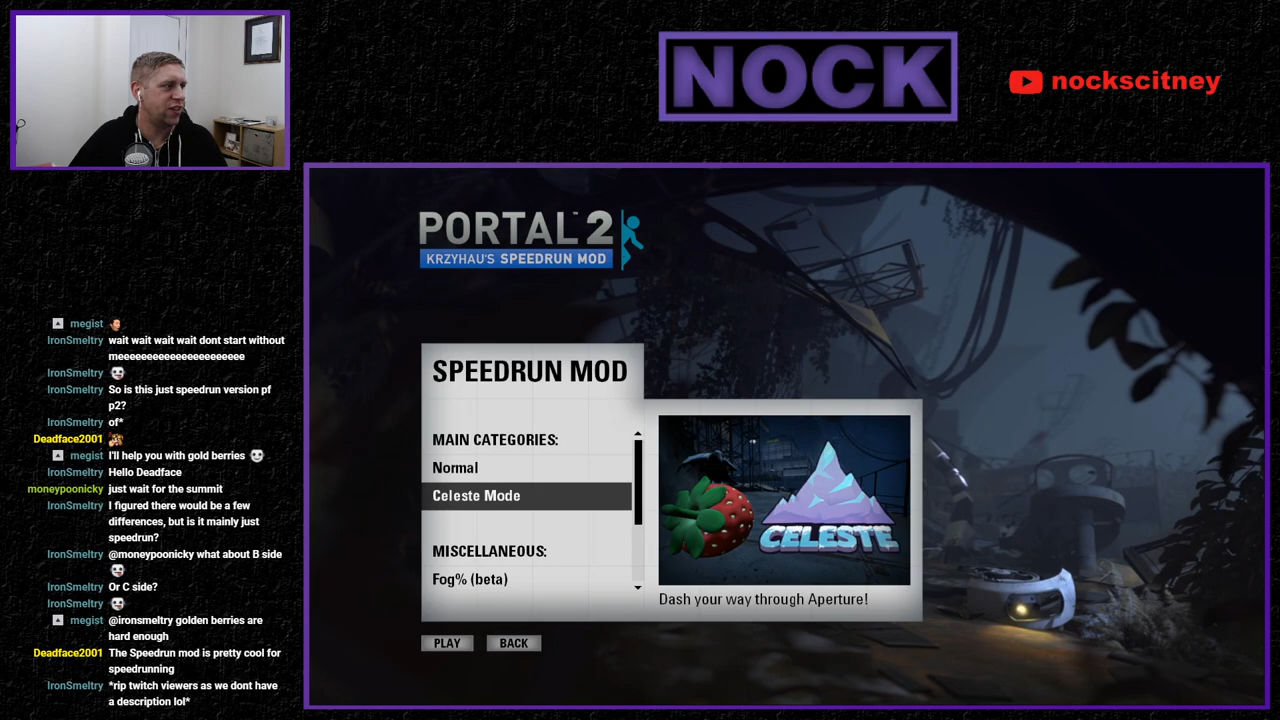 NOCK
nockscitney
PORTAL™ 2
KRZYHAU'S SPEEDRUN MOD
SPEEDRUN MOD
MAIN CATEGORIES:
Normal
Celeste Mode
MISCELLANEOUS:
Fog% (beta)
CELESTE
Dash your way through Aperture!
PLAY
BACK
megist
IronSmeltry wait wait wait wait dont start without
meeeeeeeeeeeeeeeeeeeeee
IronSmeltry
IronSmeltry So is this just speedrun version pf
p2?
IronSmeltry of*
Deadface2001
megist I'll help you with gold berries
IronSmeltry Hello Deadface
moneypoonicky just wait for the summit
IronSmeltry I figured there would be a few
differences, but is it mainly just
speedrun?
IronSmeltry @moneypoonicky what about B side
IronSmeltry Or C side?
IronSmeltry
megist @ironsmeltry golden berries are
hard enough
Deadface2001 The Speedrun mod is pretty cool for
speedrunning
IronSmeltry *rip twitch viewers as we dont have
a description lol*